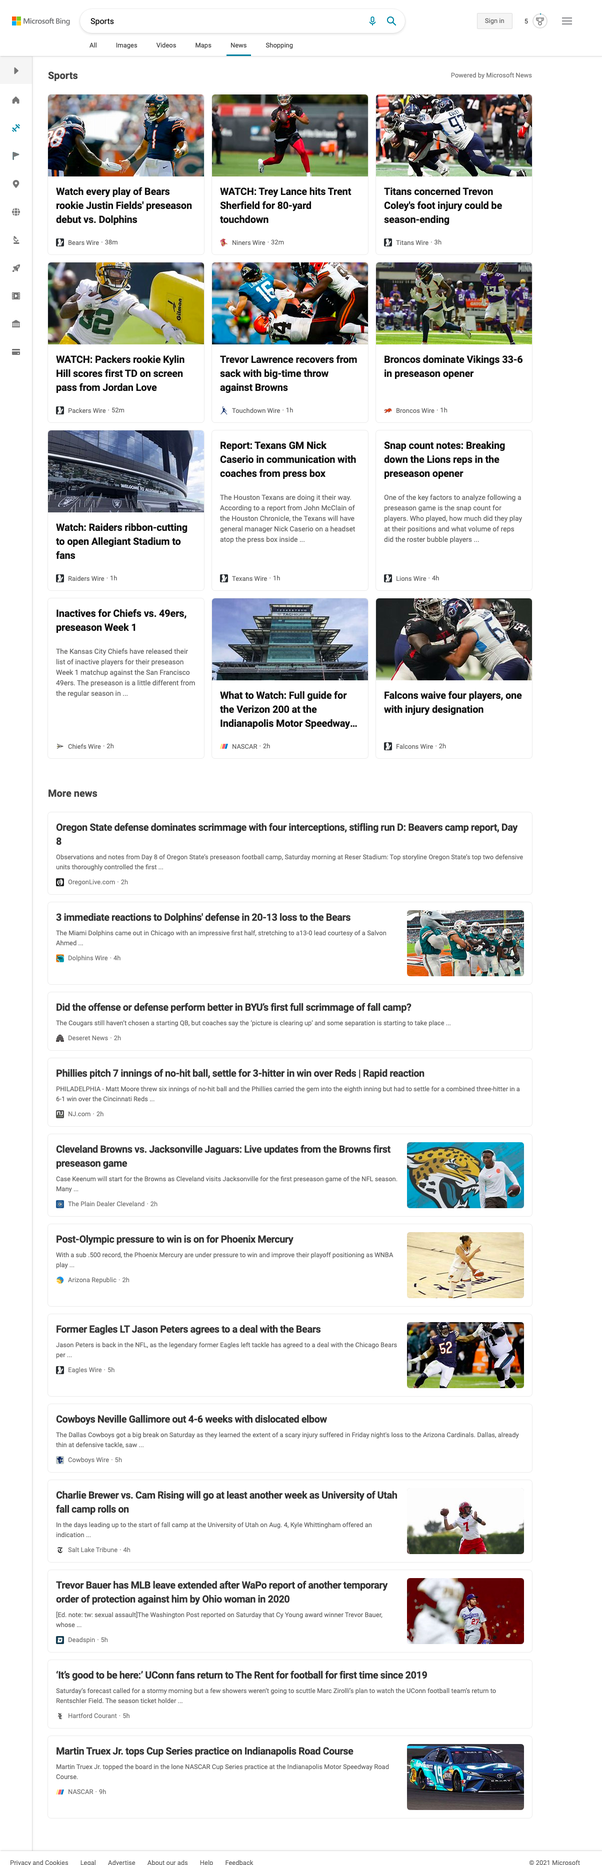 Microsoft Bing
Sports
Sign in
5
All Images Videos Maps News Shopping
Sports
Powered by Microsoft News
Watch every play of Bears
rookie Justin Fields' preseason
debut vs. Dolphins
Bears Wire · 38m
WATCH: Trey Lance hits Trent
Sherfield for 80-yard
touchdown
Niners Wire · 32m
Titans concerned Trevon
Coley's foot injury could be
season-ending
Titans Wire · 3h
WATCH: Packers rookie Kylin
Hill scores first TD on screen
pass from Jordan Love
Packers Wire · 52m
Trevor Lawrence recovers from
sack with big-time throw
against Browns
Touchdown Wire · 1h
Broncos dominate Vikings 33-6
in preseason opener
Broncos Wire · 1h
Watch: Raiders ribbon-cutting
to open Allegiant Stadium to
fans
Raiders Wire · 1h
Report: Texans GM Nick
Caserio in communication with
coaches from press box
The Houston Texans are doing it their way.
According to a report from John McClain of
the Houston Chronicle, the Texans will have
general manager Nick Caserio on a headset
atop the press box inside ...
Texans Wire · 1h
Snap count notes: Breaking
down the Lions reps in the
preseason opener
One of the key factors to analyze following a
preseason game is the snap count for
players. Who played, how much did they play
at their positions and what volume of reps
did the roster bubble players ...
Lions Wire · 4h
Inactives for Chiefs vs. 49ers,
preseason Week 1
The Kansas City Chiefs have released their
list of inactive players for their preseason
Week 1 matchup against the San Francisco
49ers. The preseason is a little different from
the regular season in ...
Chiefs Wire · 2h
What to Watch: Full guide for
the Verizon 200 at the
Indianapolis Motor Speedway...
NASCAR · 2h
Falcons waive four players, one
with injury designation
Falcons Wire · 2h
More news
Oregon State defense dominates scrimmage with four interceptions, stifling run D: Beavers camp report, Day
8
Observations and notes from Day 8 of Oregon State's preseason football camp, Saturday morning at Reser Stadium: Top storyline Oregon State's top two defensive
units thoroughly controlled the first ...
OregonLive.com · 2h
3 immediate reactions to Dolphins' defense in 20-13 loss to the Bears
The Miami Dolphins came out in Chicago with an impressive first half, stretching to a13-0 lead courtesy of a Salvon
Ahmed ...
Dolphins Wire · 4h
Did the offense or defense perform better in BYU's first full scrimmage of fall camp?
The Cougars still haven't chosen a starting QB, but coaches say the 'picture is clearing up' and some separation is starting to take place ...
Deseret News · 2h
Phillies pitch 7 innings of no-hit ball, settle for 3-hitter in win over Reds | Rapid reaction
PHILADELPHIA - Matt Moore threw six innings of no-hit ball and the Phillies carried the gem into the eighth inning but had to settle for a combined three-hitter in a
6-1 win over the Cincinnati Reds ...
NJ.com · 2h
Cleveland Browns vs. Jacksonville Jaguars: Live updates from the Browns first
preseason game
Case Keenum will start for the Browns as Cleveland visits Jacksonville for the first preseason game of the NFL season.
Many ...
The Plain Dealer Cleveland · 2h
Post-Olympic pressure to win is on for Phoenix Mercury
With a sub .500 record, the Phoenix Mercury are under pressure to win and improve their playoff positioning as WNBA
play ...
Arizona Republic · 2h
Former Eagles LT Jason Peters agrees to a deal with the Bears
Jason Peters is back in the NFL, as the legendary former Eagles left tackle has agreed to a deal with the Chicago Bears
per ...
Eagles Wire · 5h
Cowboys Neville Gallimore out 4-6 weeks with dislocated elbow
The Dallas Cowboys got a big break on Saturday as they learned the extent of a scary injury suffered in Friday night's loss to the Arizona Cardinals. Dallas, already
thin at defensive tackle, saw ...
Cowboys Wire · 5h
Charlie Brewer vs. Cam Rising will go at least another week as University of Utah
fall camp rolls on
In the days leading up to the start of fall camp at the University of Utah on Aug. 4, Kyle Whittingham offered an
indication ...
Salt Lake Tribune · 4h
Trevor Bauer has MLB leave extended after WaPo report of another temporary
order of protection against him by Ohio woman in 2020
[Ed. note: tw: sexual assault]The Washington Post reported on Saturday that Cy Young award winner Trevor Bauer,
whose ...
Deadspin · 5h
'It's good to be here:' UConn fans return to The Rent for football for first time since 2019
Saturday's forecast called for a stormy morning but a few showers weren't going to scuttle Marc Zirolli's plan to watch the UConn football team's return to
Rentschler Field. The season ticket holder ...
Hartford Courant · 5h
Martin Truex Jr. tops Cup Series practice on Indianapolis Road Course
Martin Truex Jr. topped the board in the lone NASCAR Cup Series practice at the Indianapolis Motor Speedway Road
Course.
NASCAR · 9h
Privacy and Cookies Legal Advertise About our ads Help Feedback © 2021 Microsoft